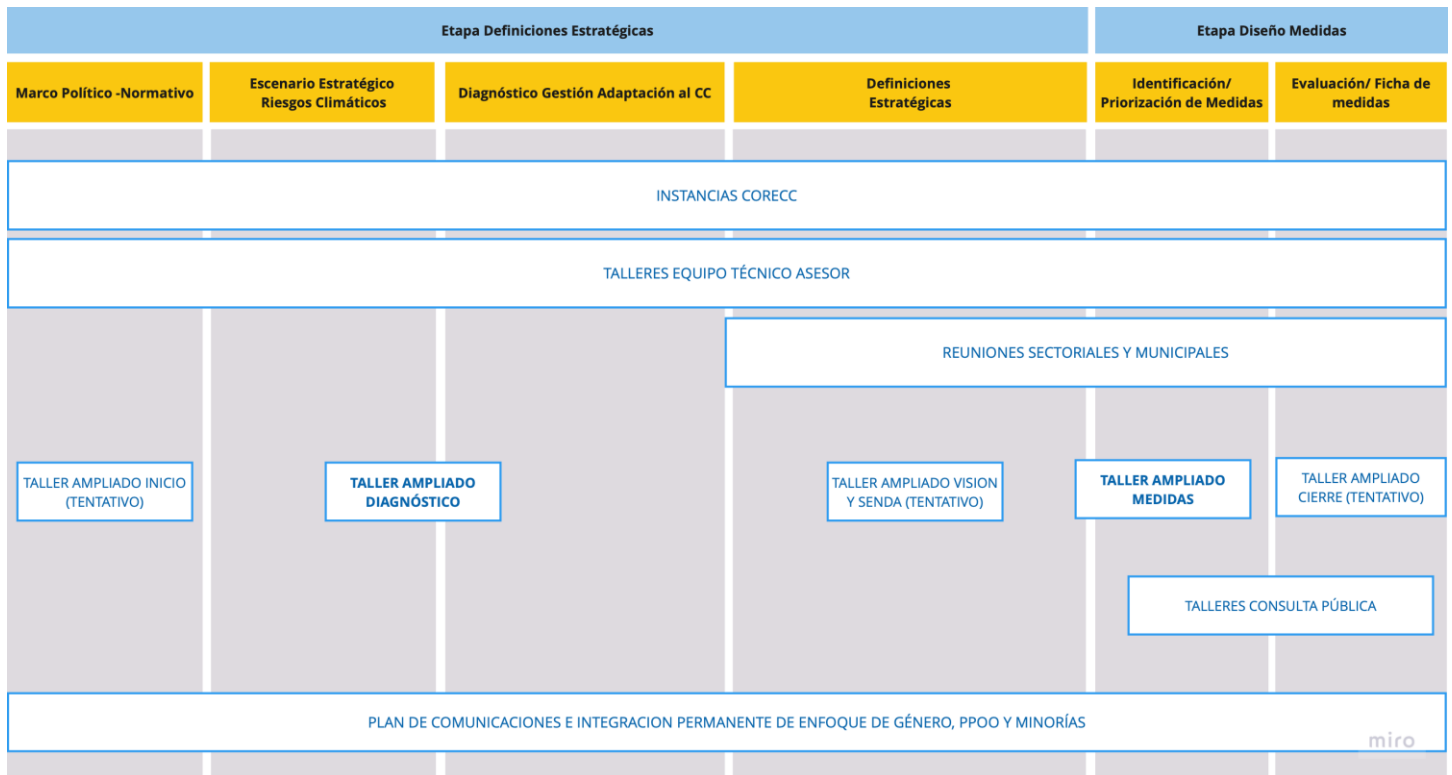 Etapa Definiciones Estratégicas
Etapa Diseño Medidas
Marco Político -Normativo
Escenario Estratégico
Riesgos Climáticos
Diagnóstico Gestión Adaptación al CC
Definiciones
Estratégicas
Identificación/
Priorización de Medidas
Evaluación/ Ficha de
medidas
INSTANCIAS CORECC
TALLERES EQUIPO TÉCNICO ASESOR
REUNIONES SECTORIALES Y MUNICIPALES
TALLER AMPLIADO INICIO
(TENTATIVO)
TALLER AMPLIADO
DIAGNÓSTICO
TALLER AMPLIADO VISION
Y SENDA (TENTATIVO)
TALLER AMPLIADO
MEDIDAS
TALLER AMPLIADO
CIERRE (TENTATIVO)
TALLERES CONSULTA PÚBLICA
PLAN DE COMUNICACIONES E INTEGRACION PERMANENTE DE ENFOQUE DE GÉNERO, PPOO Y MINORÍAS
miro